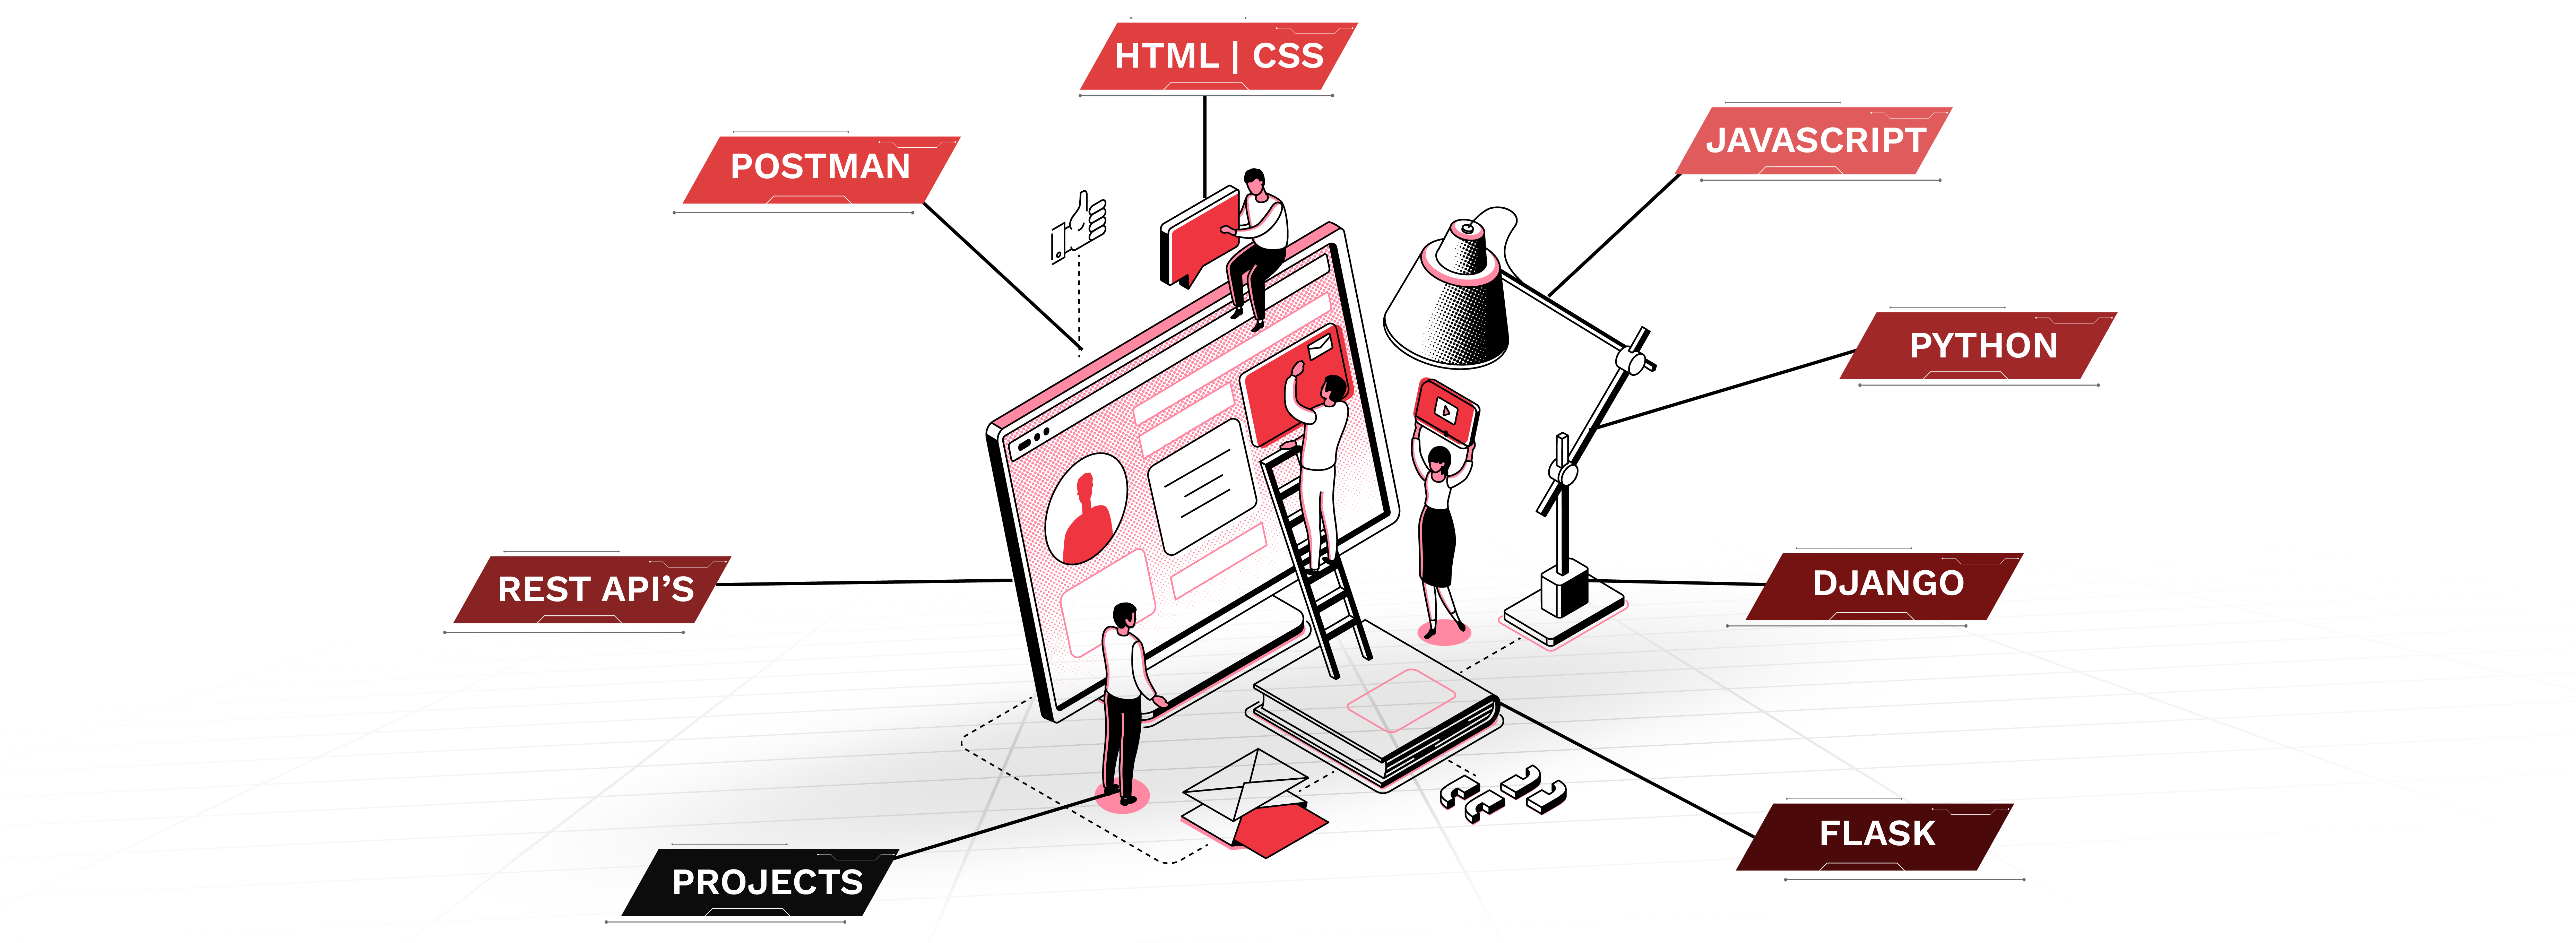 HTML | CSS
JAVASCRIPT
POSTMAN
PYTHON
REST API’S
DJANGO
FLASK
PROJECTS